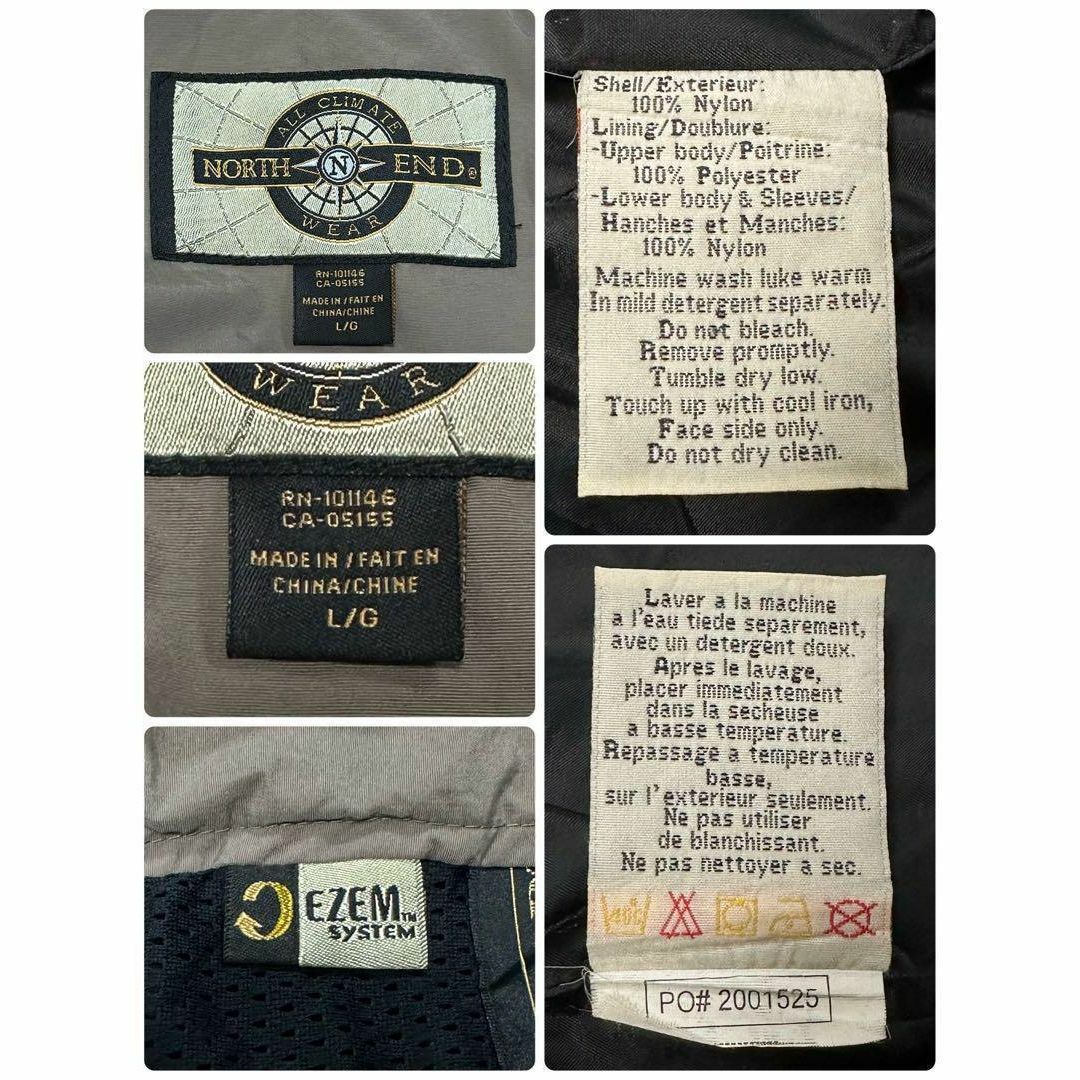 ALL CLIMATE
NORTH N END®
WEAR
RN-101146
CA-05155
MADE IN / FAIT EN
CHINA/CHINE
L/G
WEAR
RN-101146
CA-05155
MADE IN / FAIT EN
CHINA/CHINE
L/G
EZEM™
SYSTEM
Shell/Exterieur:
100% Nylon
Lining/Doublure:
-Upper body/Poitrine:
100% Polyester
-Lower body & Sleeves/
Hanches et Manches:
100% Nylon
Machine wash luke warm
In mild detergent separately.
Do not bleach.
Remove promptly.
Tumble dry low.
Touch up with cool iron,
Face side only.
Do not dry clean.
Laver a la machine
a l'eau tiede separement,
avec un detergent doux.
Apres le lavage,
placer immediatement
dans la secheuse
a basse temperature.
Repassage a temperature
basse,
sur l'exterieur seulement.
Ne pas utiliser
de blanchissant.
Ne pas nettoyer a sec.
PO# 2001525